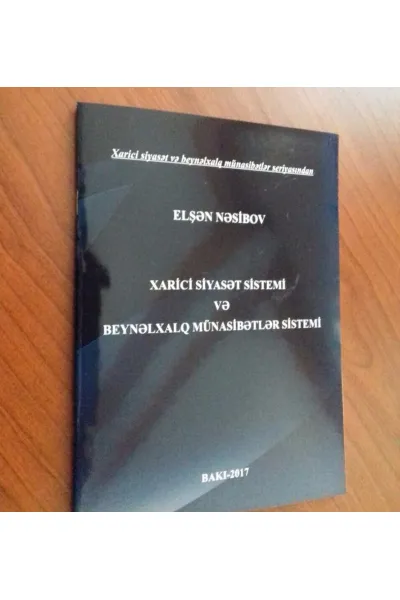 Xarici siyasət və beynəlxalq münasibətlər seriyasından
ELŞƏN NƏSİBOV
XARİCİ SİYASƏT SİSTEMİ
VƏ
BEYNƏLXALQ MÜNASİBƏTLƏR SİSTEMİ
BAKI-2017